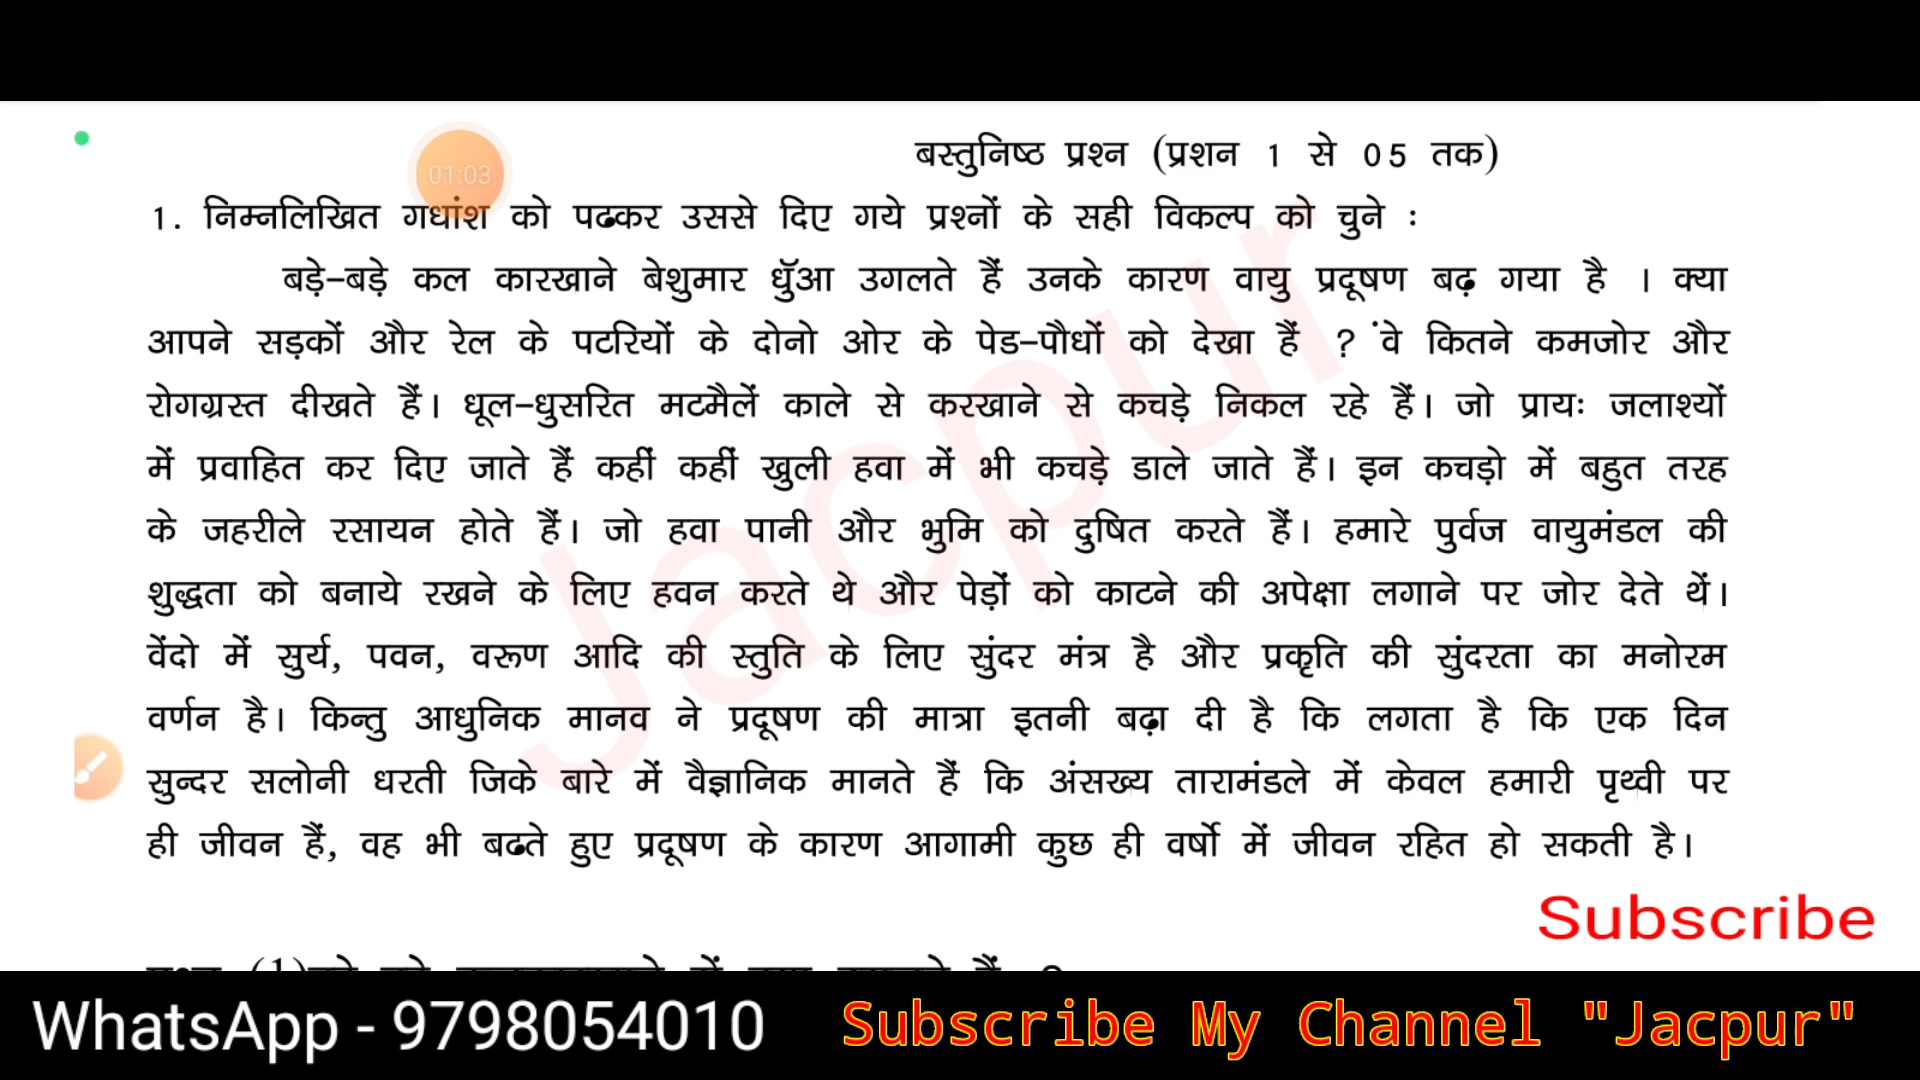 बस्तुनिष्ठ प्रश्न (प्रशन 1 से 05 तक)
01:03
1. निम्नलिखित गधांश को पढकर उससे दिए गये प्रश्नों के सही विकल्प को चुने :
बड़े-बड़े कल कारखाने बेशुमार धुँआ उगलते हैं उनके कारण वायु प्रदूषण बढ़ गया है । क्या
आपने सड़कों और रेल के पटरियों के दोनो ओर के पेड-पौधों को देखा हैं ? वे कितने कमजोर और
रोगग्रस्त दीखते हैं। धूल-धुसरित मटमैलें काले से करखाने से कचड़े निकल रहे हैं। जो प्रायः जलाश्यों
में प्रवाहित कर दिए जाते हैं कहीं कहीं खुली हवा में भी कचड़े डाले जाते हैं। इन कचड़ो में बहुत तरह
के जहरीले रसायन होते हैं। जो हवा पानी और भुमि को दुषित करते हैं। हमारे पुर्वज वायुमंडल की
शुद्धता को बनाये रखने के लिए हवन करते थे और पेड़ों को काटने की अपेक्षा लगाने पर जोर देते थें।
वेंदो में सुर्य, पवन, वरूण आदि की स्तुति के लिए सुंदर मंत्र है और प्रकृति की सुंदरता का मनोरम
वर्णन है। किन्तु आधुनिक मानव ने प्रदूषण की मात्रा इतनी बढ़ा दी है कि लगता है कि एक दिन
सुन्दर सलोनी धरती जिके बारे में वैज्ञानिक मानते हैं कि अंसख्य तारामंडले में केवल हमारी पृथ्वी पर
ही जीवन हैं, वह भी बढते हुए प्रदूषण के कारण आगामी कुछ ही वर्षो में जीवन रहित हो सकती है।
Jacpur
Subscribe
WhatsApp - 9798054010 Subscribe My Channel "Jacpur"